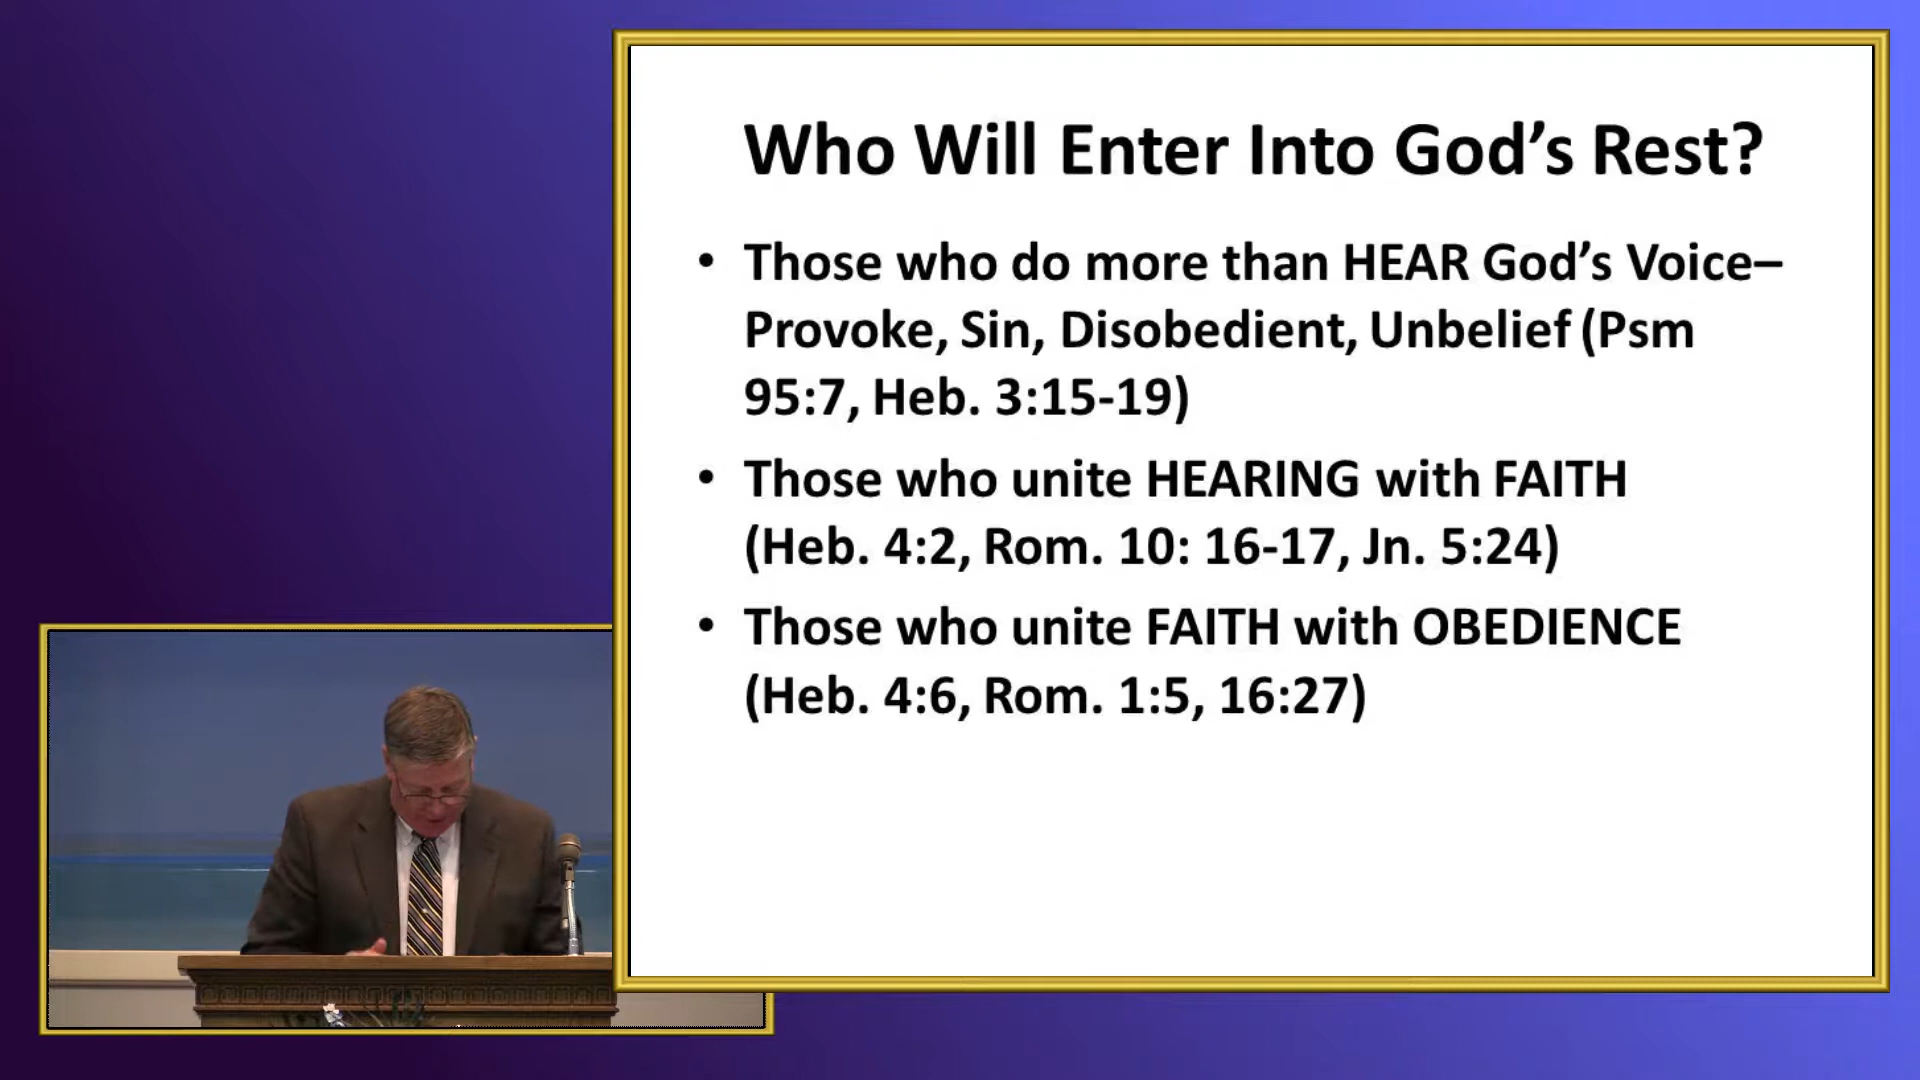 Who Will Enter Into God’s Rest?
• Those who do more than HEAR God’s Voice–
Provoke, Sin, Disobedient, Unbelief (Psm
95:7, Heb. 3:15-19)
• Those who unite HEARING with FAITH
(Heb. 4:2, Rom. 10: 16-17, Jn. 5:24)
• Those who unite FAITH with OBEDIENCE
(Heb. 4:6, Rom. 1:5, 16:27)